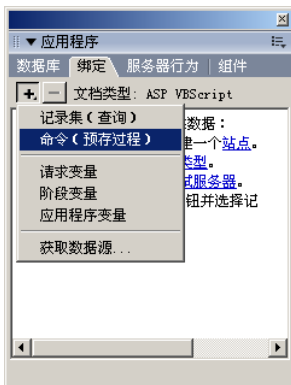 应用程序
数据库 绑定 服务器行为 组件
文档类型: ASP VBScript
记录集(查询)
命令(预存过程)
请求变量
阶段变量
应用程序变量
获取数据源...
数据：
建一个站点。
类型。
试服务器。
钮并选择记